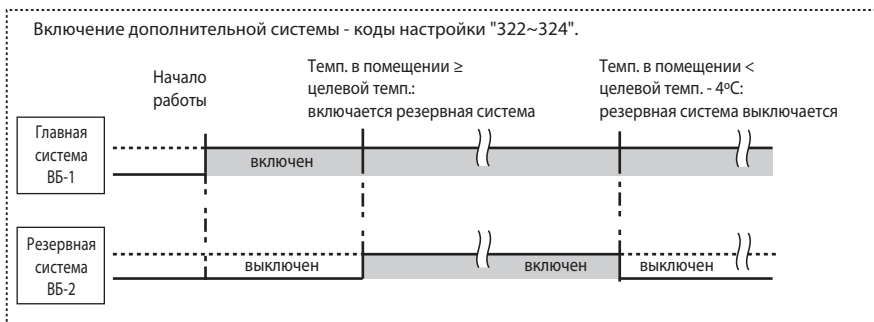 Включение дополнительной системы - коды настройки "322~324".
Начало
работы
Темп. в помещении ≥
целевой темп.:
включается резервная система
Темп. в помещении <
целевой темп. - 4ºC:
резервная система выключается
Главная
система
ВБ-1
включен
Резервная
система
ВБ-2
выключен
включен
выключен